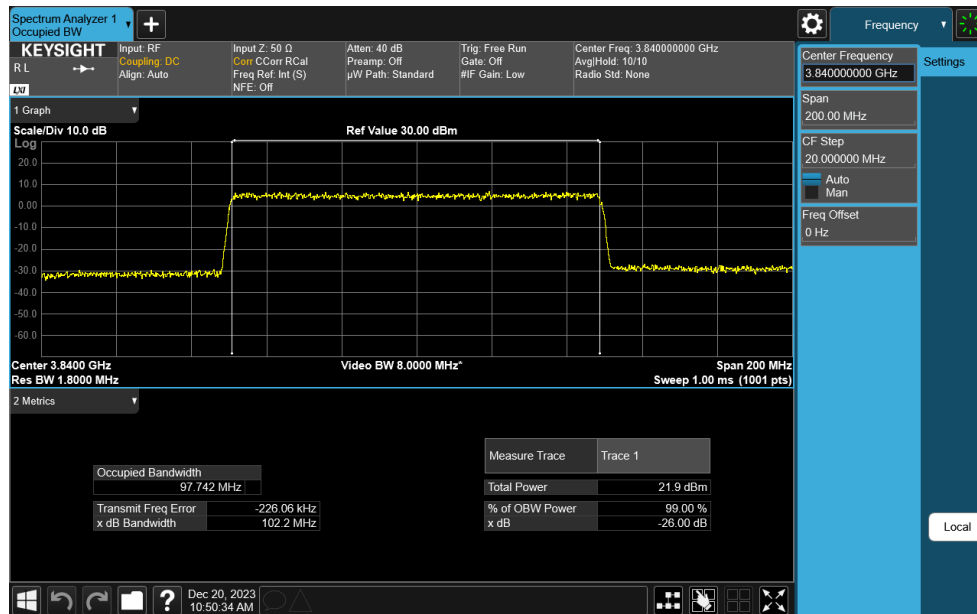 Spectrum Analyzer 1
Occupied BW
Frequency
KEYSIGHT
R L
LXI
Input: RF
Coupling: DC
Align: Auto
Input Z: 50 Ω
Corr CCorr RCal
Freq Ref: Int (S)
NFE: Off
Atten: 40 dB
Preamp: Off
µW Path: Standard
Trig: Free Run
Gate: Off
#IF Gain: Low
Center Freq: 3.840000000 GHz
Avg|Hold: 10/10
Radio Std: None
Center Frequency
3.840000000 GHz
Settings
Span
200.00 MHz
CF Step
20.000000 MHz
Auto
Man
Freq Offset
0 Hz
Local
1 Graph
Scale/Div 10.0 dB
Ref Value 30.00 dBm
Log
20.0
10.0
0.00
-10.0
-20.0
-30.0
-40.0
-50.0
-60.0
Center 3.8400 GHz
Video BW 8.0000 MHz*
Span 200 MHz
Res BW 1.8000 MHz
Sweep 1.00 ms (1001 pts)
2 Metrics
Occupied Bandwidth
97.742 MHz
Transmit Freq Error -226.06 kHz
x dB Bandwidth 102.2 MHz
Measure Trace Trace 1
Total Power 21.9 dBm
% of OBW Power 99.00 %
x dB -26.00 dB
?
Dec 20, 2023
10:50:34 AM